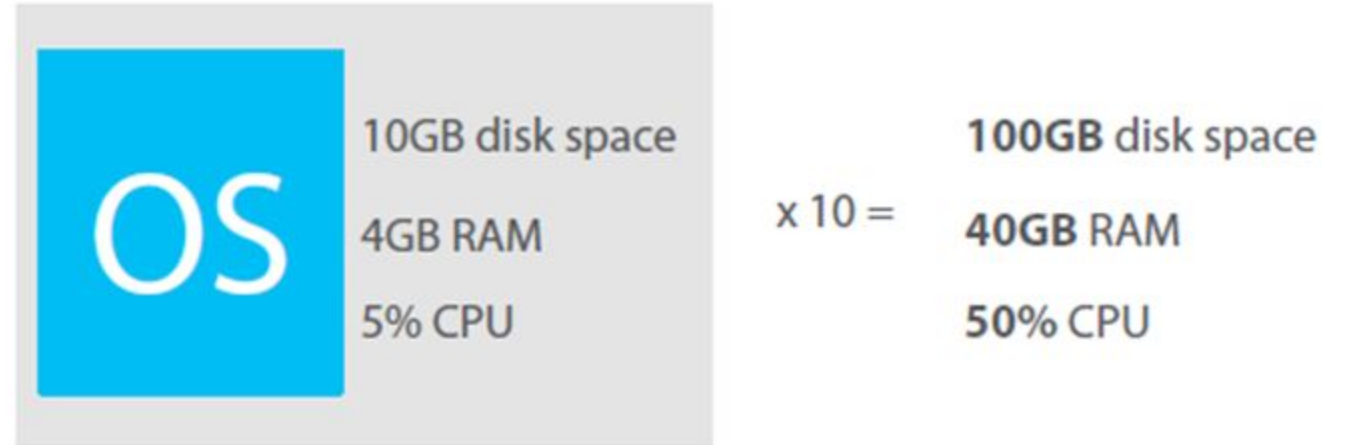 OS
10GB disk space
4GB RAM
5% CPU
x 10 =
100GB disk space
40GB RAM
50% CPU